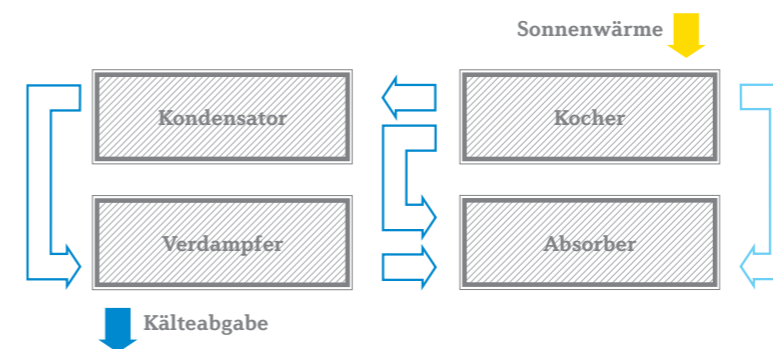 Sonnenwärme
Kondensator
Kocher
Verdampfer
Absorber
Kälteabgabe